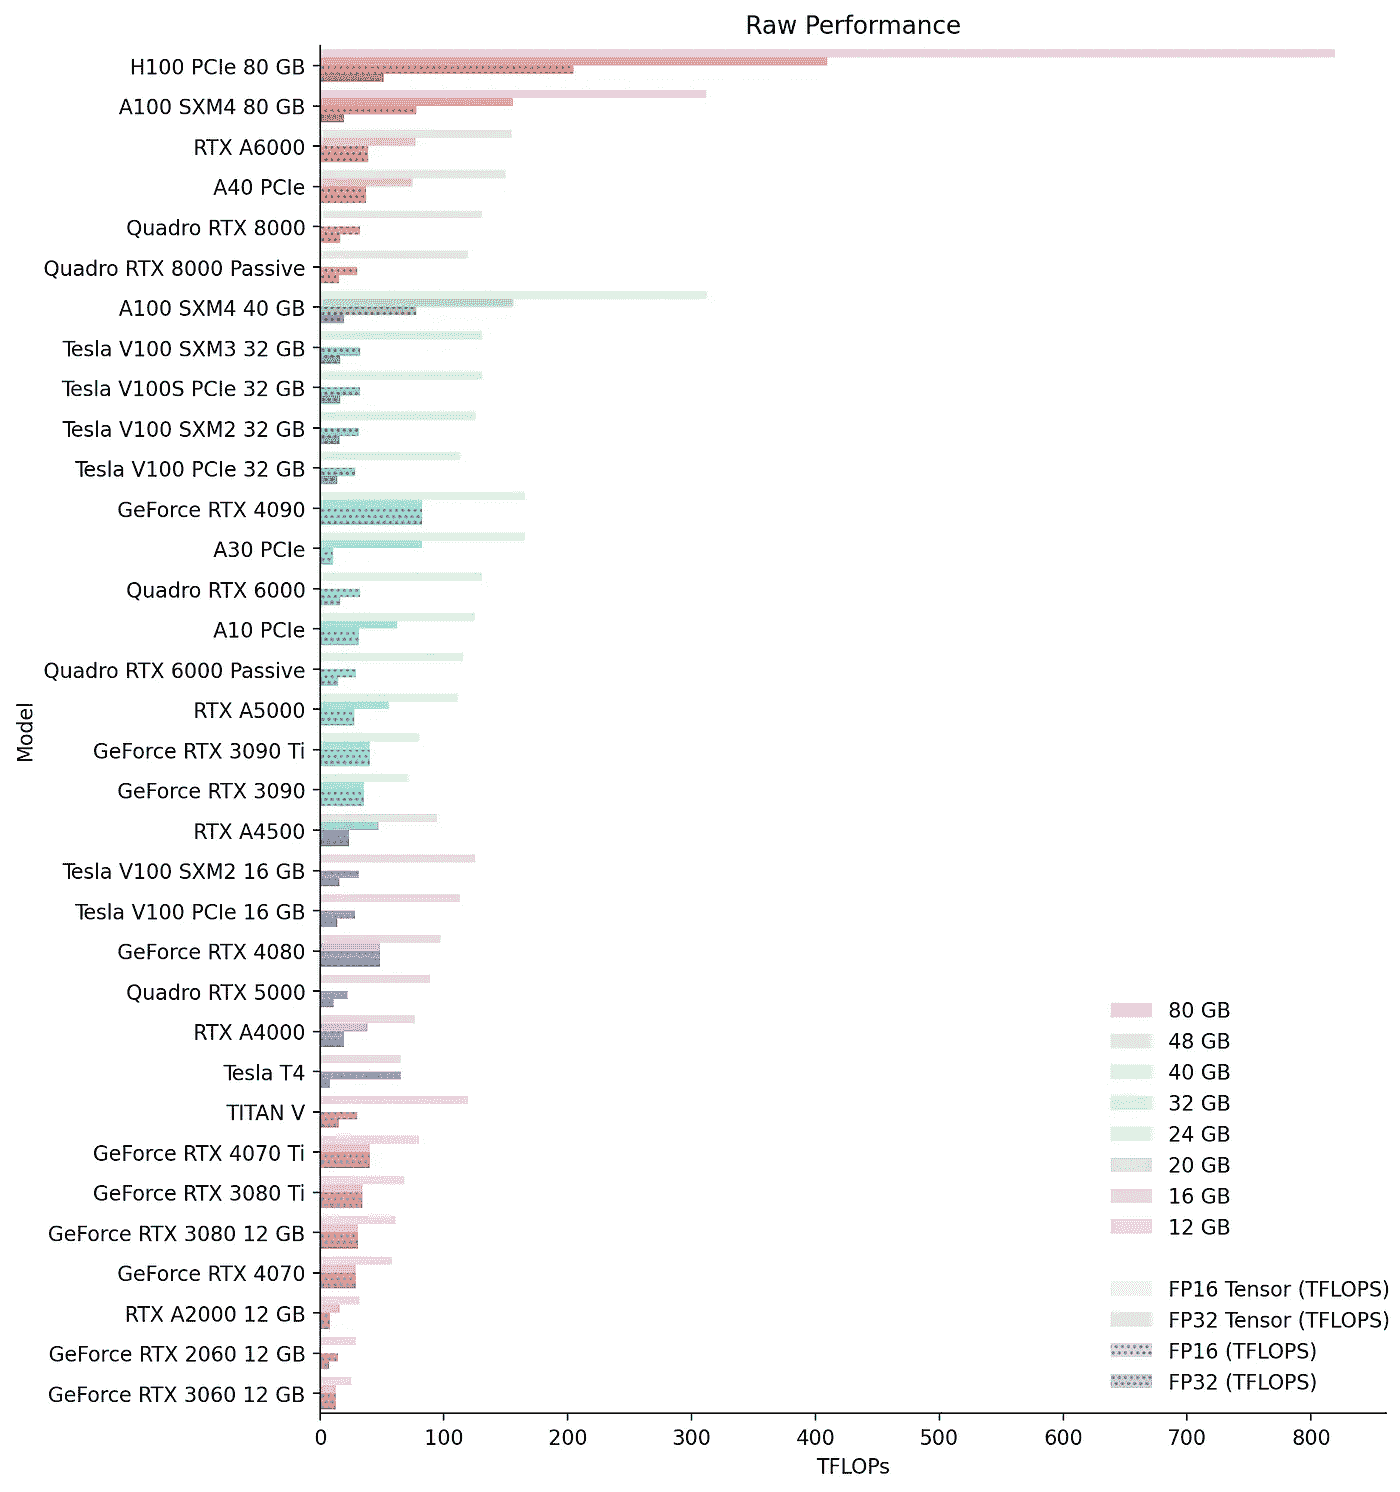 Raw Performance
H100 PCIe 80 GB
A100 SXM4 80 GB
RTX A6000
A40 PCIe
Quadro RTX 8000
Quadro RTX 8000 Passive
A100 SXM4 40 GB
Tesla V100 SXM3 32 GB
Tesla V100S PCIe 32 GB
Tesla V100 SXM2 32 GB
Tesla V100 PCIe 32 GB
GeForce RTX 4090
A30 PCIe
Quadro RTX 6000
A10 PCIe
Quadro RTX 6000 Passive
RTX A5000
GeForce RTX 3090 Ti
GeForce RTX 3090
RTX A4500
Tesla V100 SXM2 16 GB
Tesla V100 PCIe 16 GB
GeForce RTX 4080
Quadro RTX 5000
RTX A4000
Tesla T4
TITAN V
GeForce RTX 4070 Ti
GeForce RTX 3080 Ti
GeForce RTX 3080 12 GB
GeForce RTX 4070
RTX A2000 12 GB
GeForce RTX 2060 12 GB
GeForce RTX 3060 12 GB
Model
80 GB
48 GB
40 GB
32 GB
24 GB
20 GB
16 GB
12 GB
FP16 Tensor (TFLOPS)
FP32 Tensor (TFLOPS)
FP16 (TFLOPS)
FP32 (TFLOPS)
0 100 200 300 400 500 600 700 800
TFLOPs